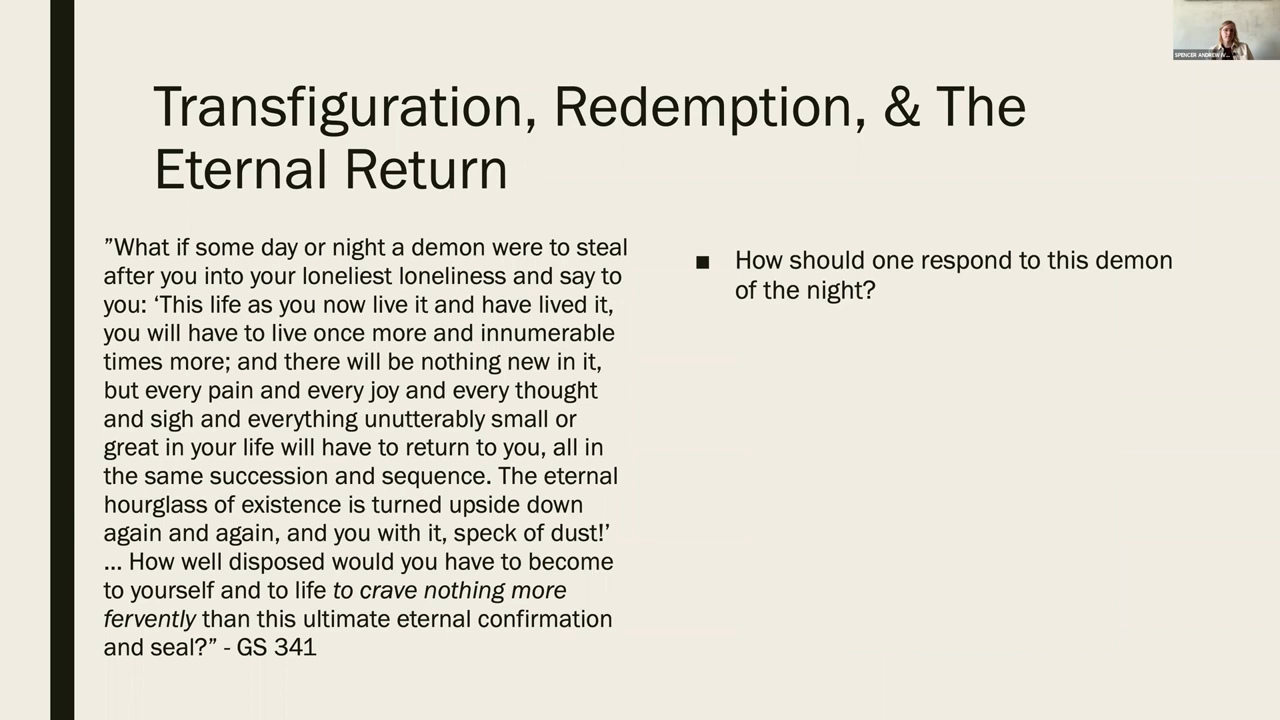 SPENCER ANDREW IV...
Transfiguration, Redemption, & The
Eternal Return
”What if some day or night a demon were to steal
after you into your loneliest loneliness and say to
you: ‘This life as you now live it and have lived it,
you will have to live once more and innumerable
times more; and there will be nothing new in it,
but every pain and every joy and every thought
and sigh and everything unutterably small or
great in your life will have to return to you, all in
the same succession and sequence. The eternal
hourglass of existence is turned upside down
again and again, and you with it, speck of dust!’
... How well disposed would you have to become
to yourself and to life to crave nothing more
fervently than this ultimate eternal confirmation
and seal?” - GS 341
■ How should one respond to this demon
of the night?